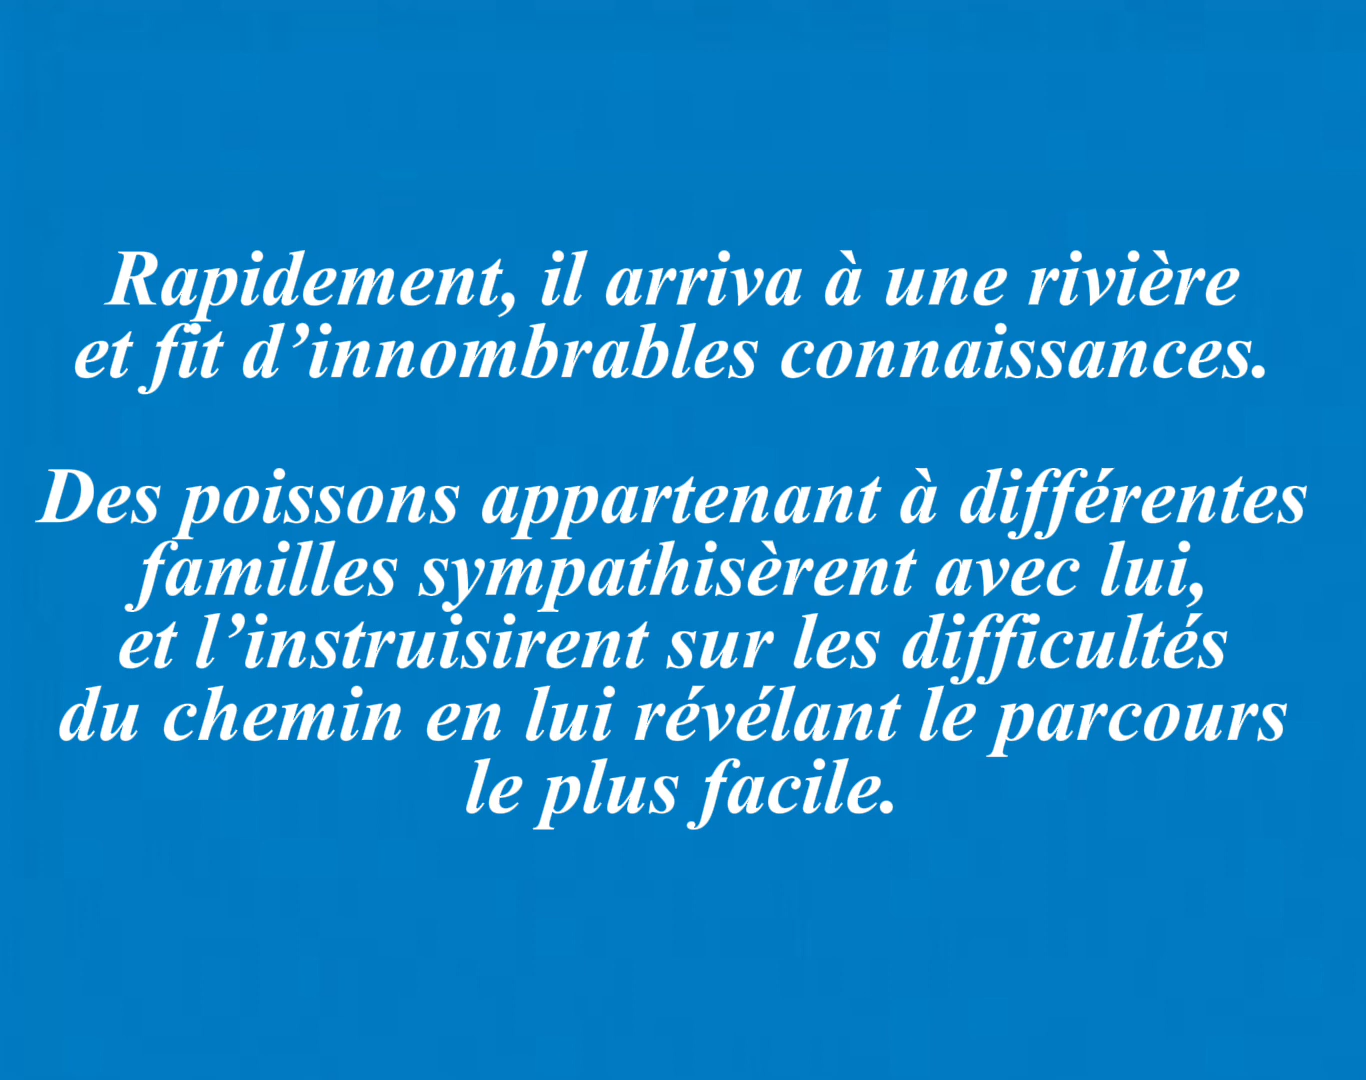 Rapidement, il arriva à une rivière
et fit d’innombrables connaissances.
Des poissons appartenant à différentes
familles sympathisèrent avec lui,
et l’instruisirent sur les difficultés
du chemin en lui révélant le parcours
le plus facile.